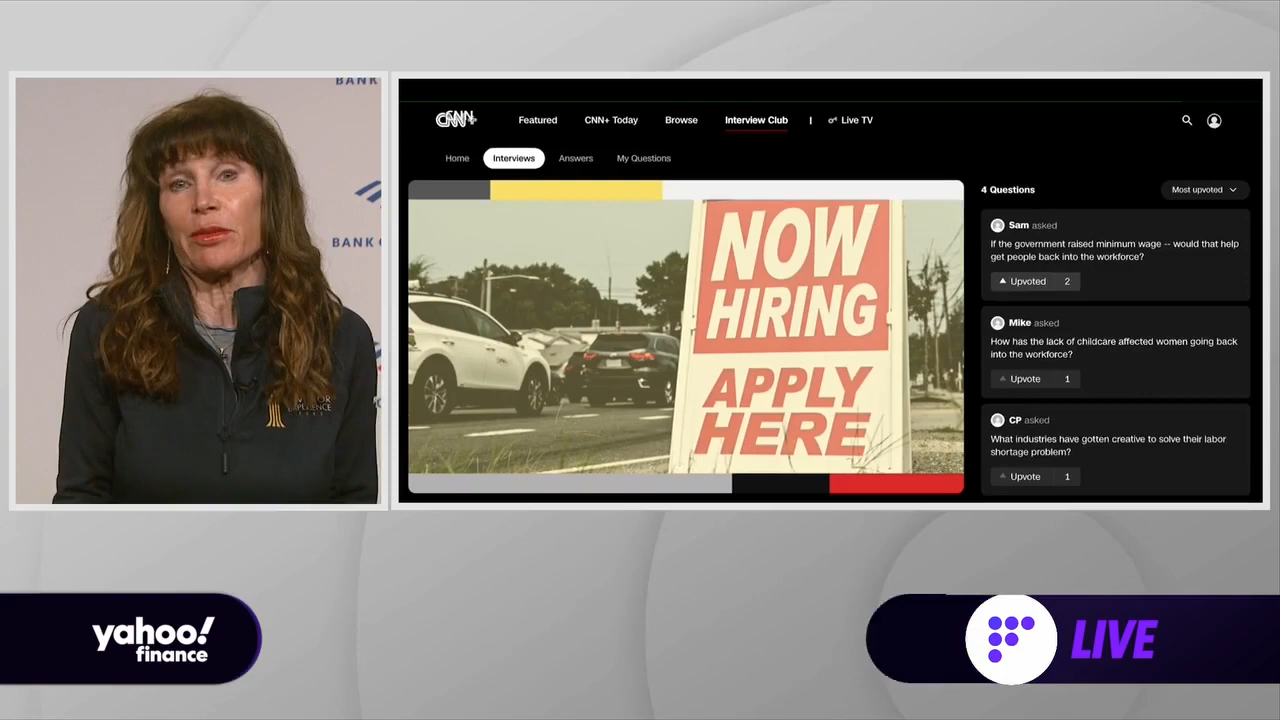 BANK
BANK
EXPERIENCE
CNN+
Featured
CNN+ Today
Browse
Interview Club
Live TV
Home
Interviews
Answers
My Questions
NOW
HIRING
APPLY
HERE
4 Questions
Most upvoted
Sam asked
If the government raised minimum wage -- would that help
get people back into the workforce?
Upvoted 2
Mike asked
How has the lack of childcare affected women going back
into the workforce?
Upvote 1
CP asked
What industries have gotten creative to solve their labor
shortage problem?
Upvote 1
yahoo!
finance
LIVE